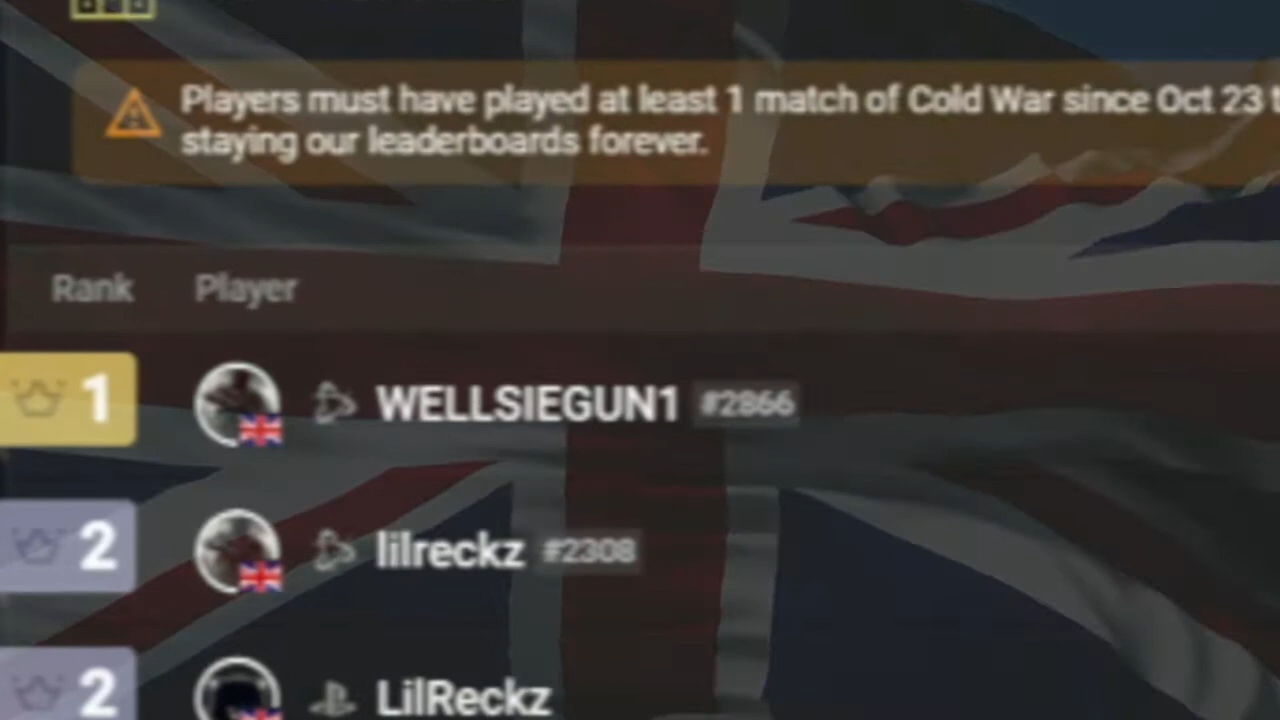 Players must have played at least 1 match of Cold War since Oct 23
staying our leaderboards forever.
Rank Player
1 WELLSIEGUN1 #2866
2 lilreckz #2308
2 LilReckz